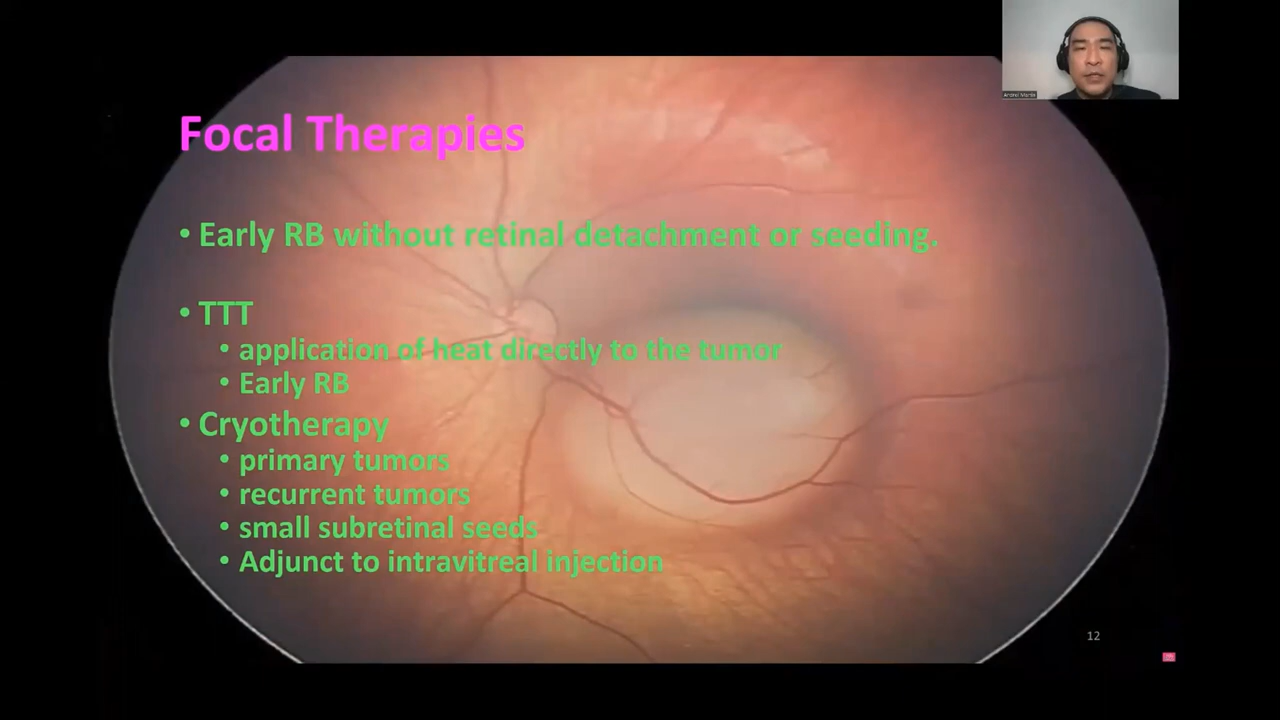 Focal Therapies
• Early RB without retinal detachment or seeding.
• TTT
• application of heat directly to the tumor
• Early RB
• Cryotherapy
• primary tumors
• recurrent tumors
• small subretinal seeds
• Adjunct to intravitreal injection
12